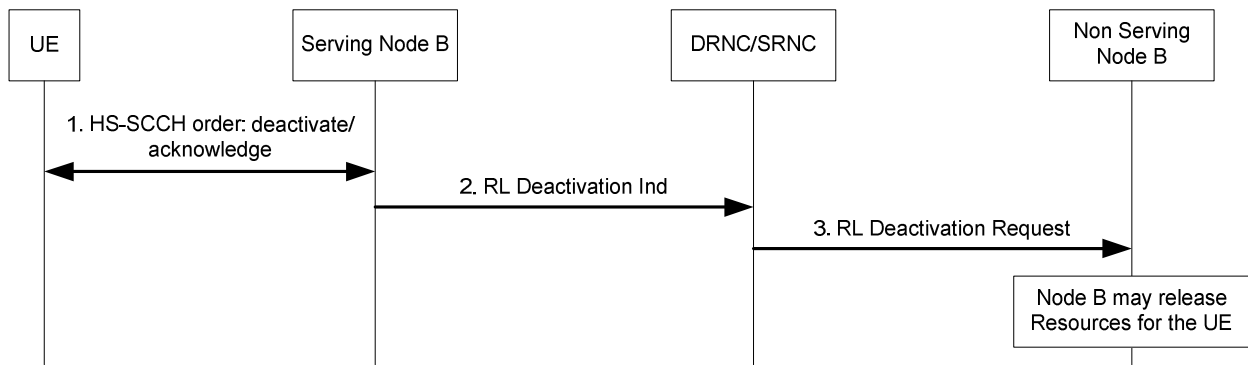 UE
Serving Node B
DRNC/SRNC
Non Serving
Node B
1. HS-SCCH order: deactivate/
acknowledge
2. RL Deactivation Ind
3. RL Deactivation Request
Node B may release
Resources for the UE